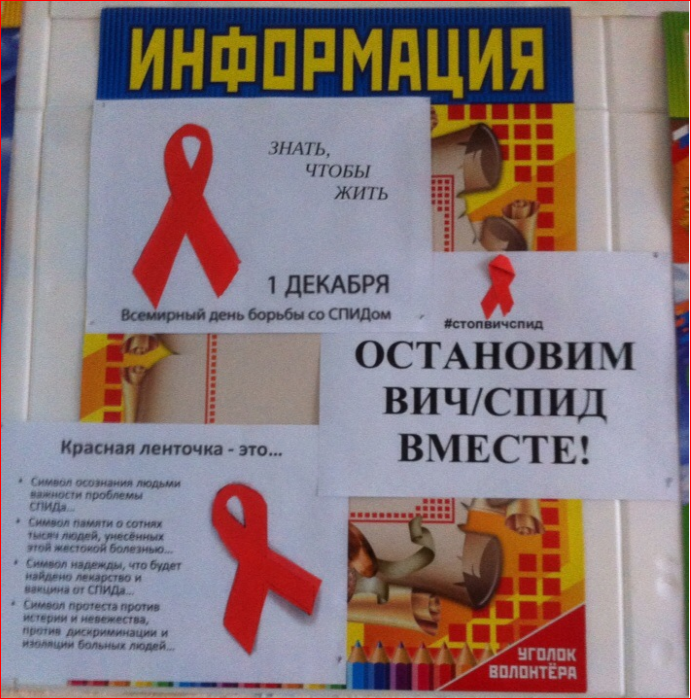 ИНФОРМАЦИЯ
ЗНАТЬ,
ЧТОБЫ
ЖИТЬ
1 ДЕКАБРЯ
Всемирный день борьбы со СПИДом
#стопвичспид
ОСТАНОВИМ
ВИЧ/СПИД
ВМЕСТЕ!
Красная ленточка - это...
• Символ осознания людьми
важности проблемы
СПИДа...
• Символ памяти о сотнях
тысяч людей, унесённых
этой жестокой болезнью...
• Символ надежды, что будет
найдено лекарство и
вакцина от СПИДа...
• Символ протеста против
истерии и невежества,
против дискриминации и
изоляции больных людей...
УГОЛОК
ВОЛОНТЁРА